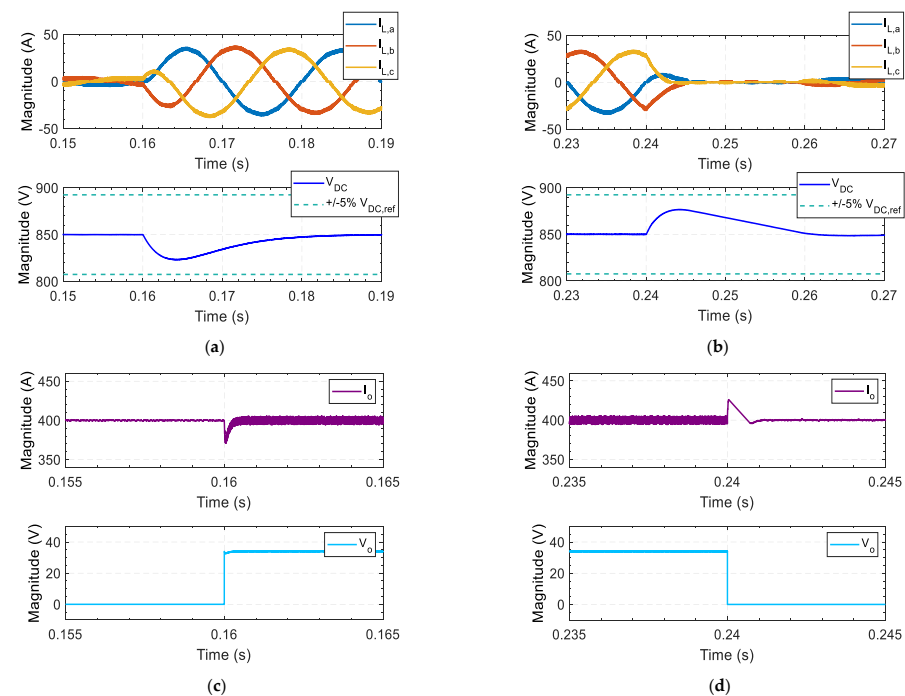 50
0
-50
Magnitude (A)
I_L,a
I_L,b
I_L,c
0.15 0.16 0.17 0.18 0.19
Time (s)
900
850
800
Magnitude (V)
V_DC
+/-5% V_DC,ref
0.15 0.16 0.17 0.18 0.19
Time (s)
(a)
50
0
-50
Magnitude (A)
I_L,a
I_L,b
I_L,c
0.23 0.24 0.25 0.26 0.27
Time (s)
900
850
800
Magnitude (V)
V_DC
+/-5% V_DC,ref
0.23 0.24 0.25 0.26 0.27
Time (s)
(b)
450
400
350
Magnitude (A)
I_o
0.155 0.16 0.165
Time (s)
40
20
0
Magnitude (V)
V_o
0.155 0.16 0.165
Time (s)
(c)
450
400
350
Magnitude (A)
I_o
0.235 0.24 0.245
Time (s)
40
20
0
Magnitude (V)
V_o
0.235 0.24 0.245
Time (s)
(d)